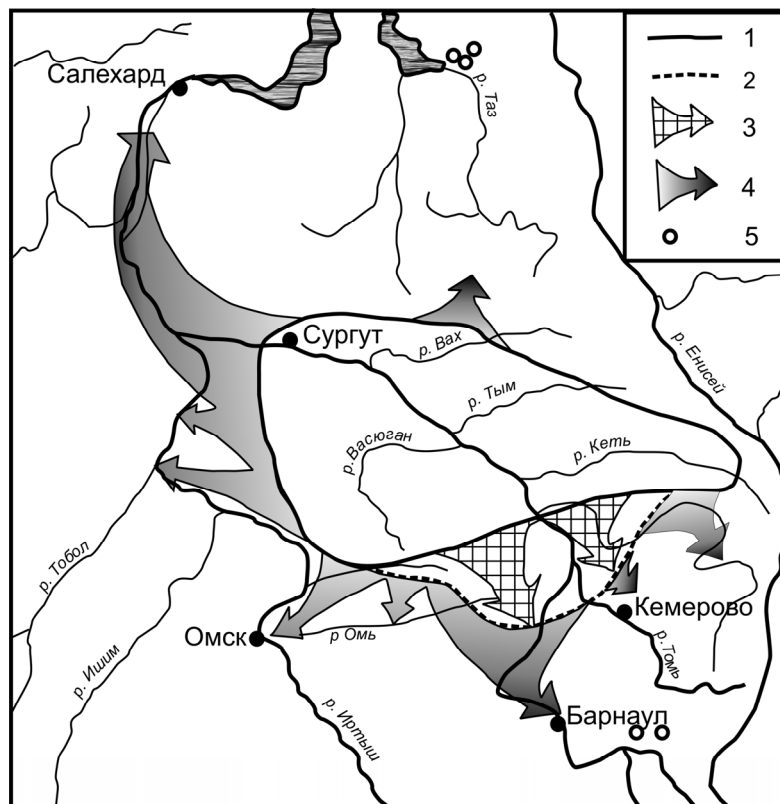 1
2
3
4
5
Салехард
р. Таз
Сургут
р. Вах
р. Енисей
р. Тым
р. Васюган
р. Кеть
р. Тобол
Кемерово
Омск
р Омь
р. Томь
р. Ишим
р. Иртыш
Барнаул